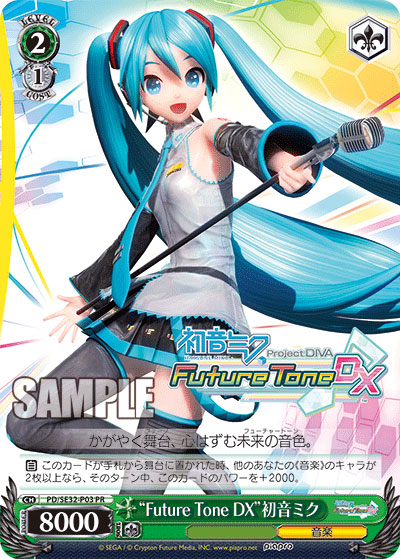 LEVEL
2
1
COST
初音ミク
HATSUNE MIKU
Project DIVA
Future Tone DX
SAMPLE
かがやく舞台、心はずむ未来の音色。
フューチャートーン
自 このカードが手札から舞台に置かれた時、他のあなたの《音楽》のキャラが
2枚以上なら、そのターン中、このカードのパワーを+2000。
CH PD/SE32-P03 PR
8000
“Future Tone DX”初音ミク
音楽
© SEGA / © Crypton Future Media, INC. www.piapro.net piapro